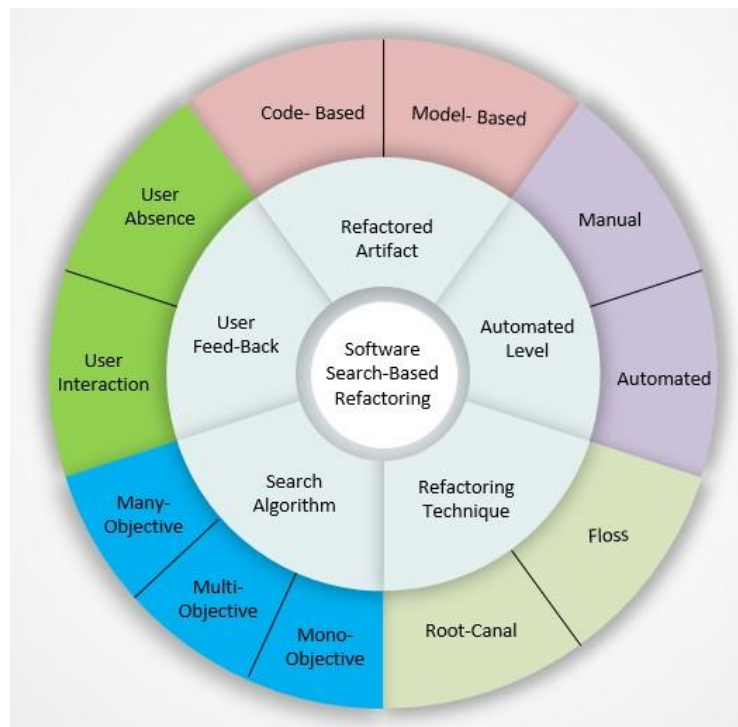 Code- Based
Model- Based
User
Absence
Manual
Refactored
Artifact
User
Feed-Back
Automated
Level
Software
Search-Based
Refactoring
User
Interaction
Automated
Search
Algorithm
Refactoring
Technique
Many-
Objective
Floss
Multi-
Objective
Mono-
Objective
Root-Canal